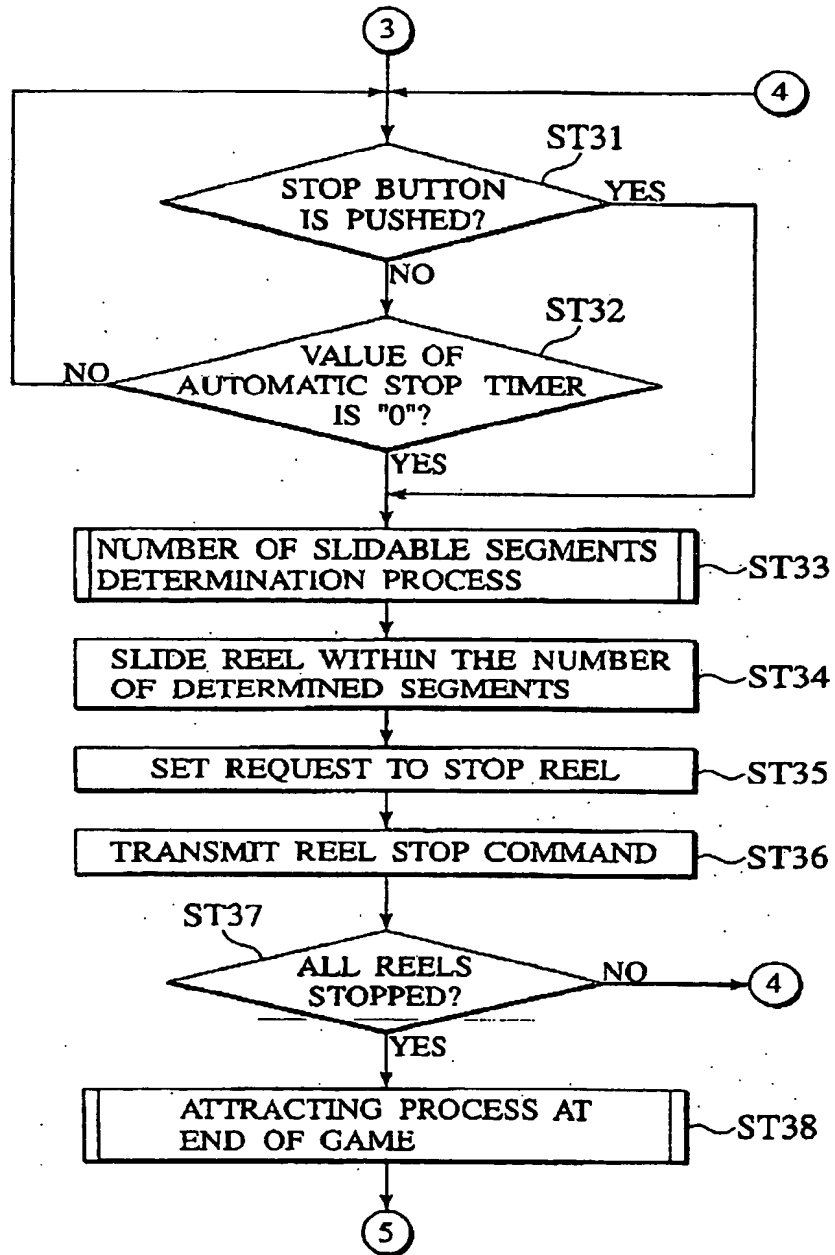 3
4
ST31
STOP BUTTON
IS PUSHED?
YES
NO
ST32
VALUE OF
AUTOMATIC STOP TIMER
IS "0"?
NO
YES
NUMBER OF SLIDABLE SEGMENTS
DETERMINATION PROCESS
ST33
SLIDE REEL WITHIN THE NUMBER
OF DETERMINED SEGMENTS
ST34
SET REQUEST TO STOP REEL
ST35
TRANSMIT REEL STOP COMMAND
ST36
ST37
ALL REELS
STOPPED?
NO
4
YES
ATTRACTING PROCESS AT
END OF GAME
ST38
5